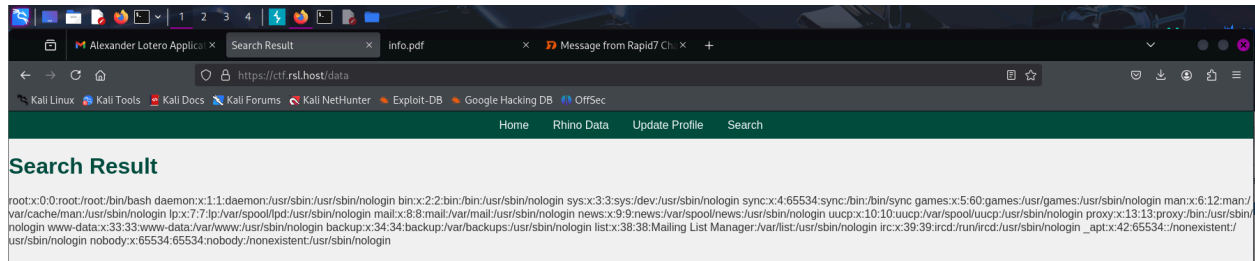 1 2 3 4
Alexander Lotero Applicat
Search Result
info.pdf
Message from Rapid7 Ch
https://ctf.rsl.host/data
Kali Linux Kali Tools Kali Docs Kali Forums Kali NetHunter Exploit-DB Google Hacking DB OffSec
Home Rhino Data Update Profile Search
Search Result
root:x:0:0:root:/root:/bin/bash daemon:x:1:1:daemon:/usr/sbin:/usr/sbin/nologin bin:x:2:2:bin:/bin:/usr/sbin/nologin sys:x:3:3:sys:/dev:/usr/sbin/nologin sync:x:4:65534:sync:/bin:/bin/sync games:x:5:60:games:/usr/games:/usr/sbin/nologin man:x:6:12:man:/
var/cache/man:/usr/sbin/nologin lp:x:7:7:lp:/var/spool/lpd:/usr/sbin/nologin mail:x:8:8:mail:/var/mail:/usr/sbin/nologin news:x:9:9:news:/var/spool/news:/usr/sbin/nologin uucp:x:10:10:uucp:/var/spool/uucp:/usr/sbin/nologin proxy:x:13:13:proxy:/bin:/usr/sbin/
nologin www-data:x:33:33:www-data:/var/www:/usr/sbin/nologin backup:x:34:34:backup:/var/backups:/usr/sbin/nologin list:x:38:38:Mailing List Manager:/var/list:/usr/sbin/nologin irc:x:39:39:ircd:/run/ircd:/usr/sbin/nologin _apt:x:42:65534::/nonexistent:/
usr/sbin/nologin nobody:x:65534:65534:nobody:/nonexistent:/usr/sbin/nologin